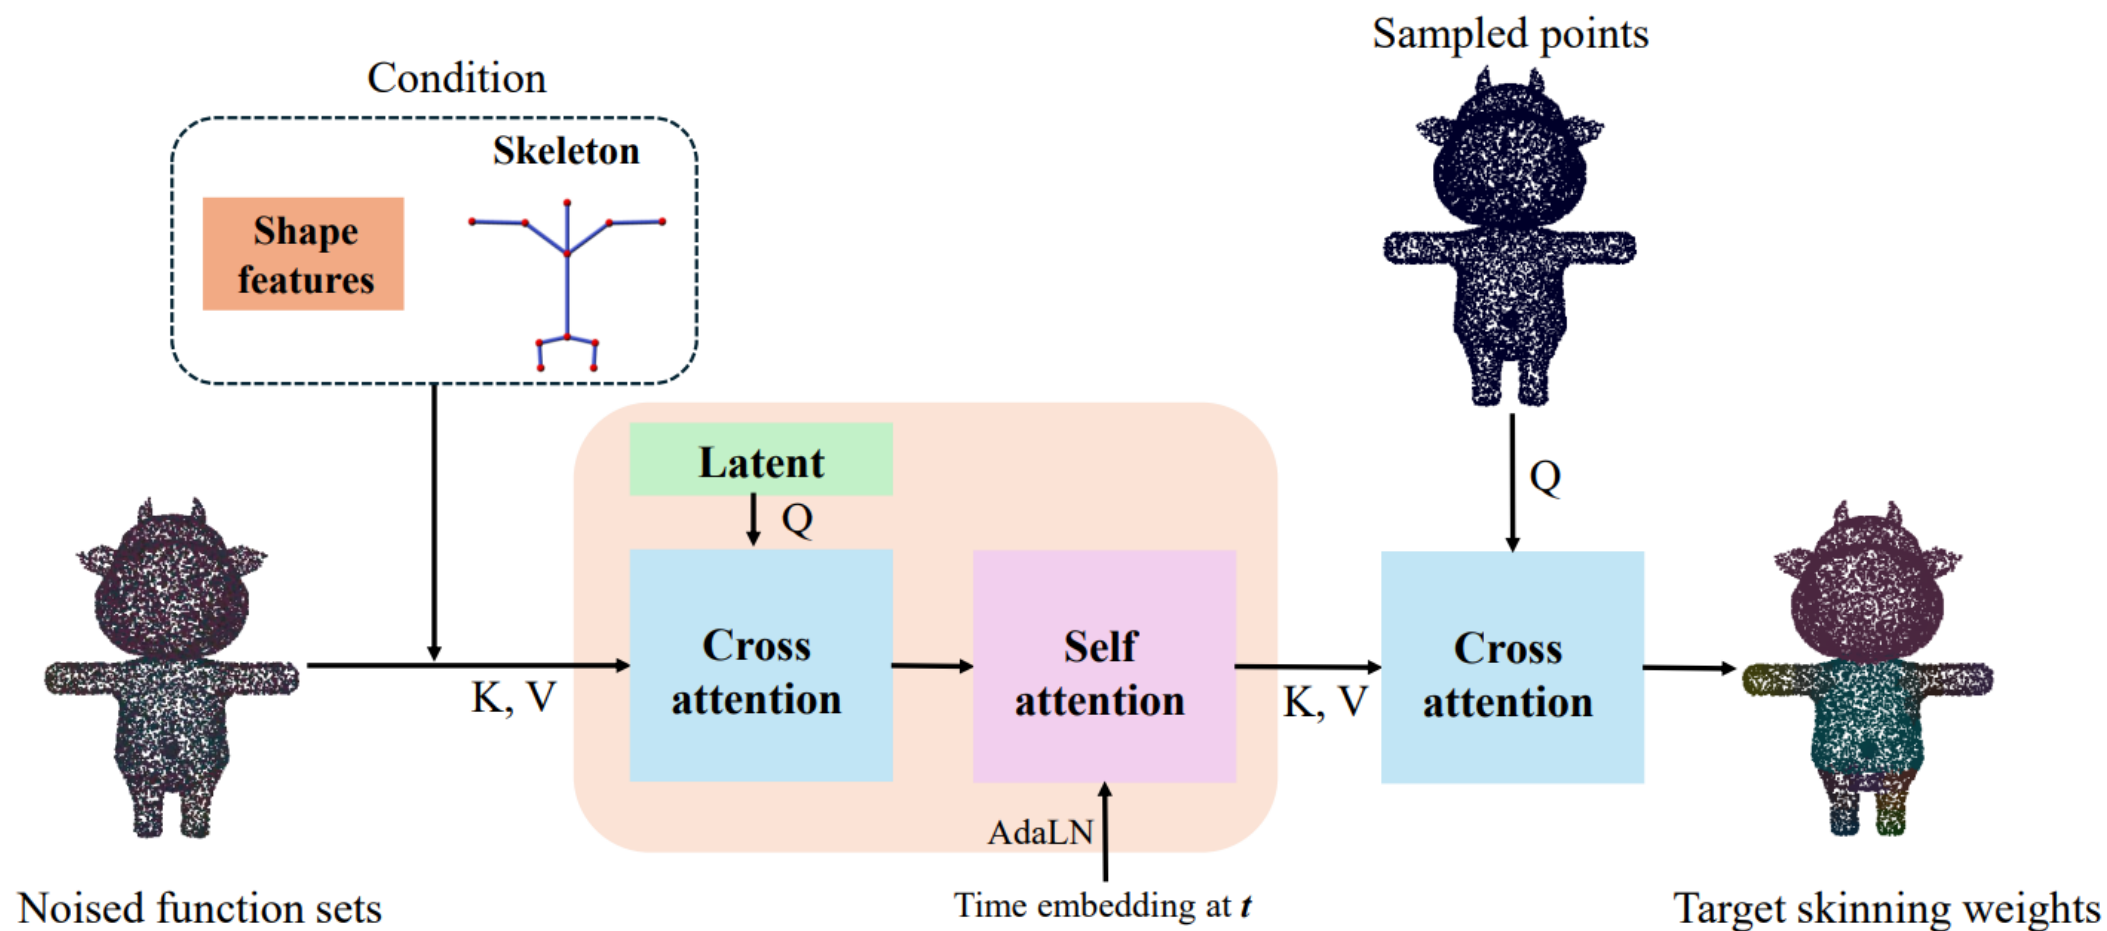 Sampled points
Condition
Skeleton
Shape
features
Latent
Q
Q
Cross
attention
Self
attention
Cross
attention
K, V
K, V
AdaLN
Time embedding at t
Noised function sets
Target skinning weights